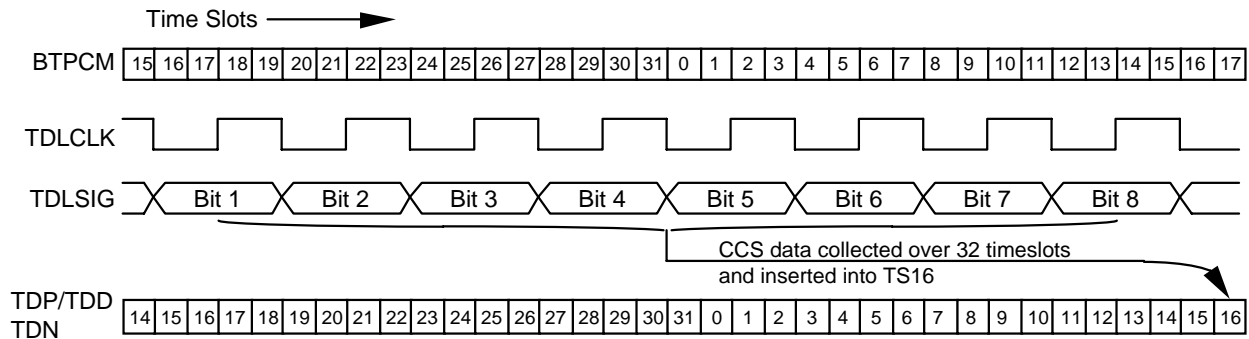 Time Slots
BTPCM 15 16 17 18 19 20 21 22 23 24 25 26 27 28 29 30 31 0 1 2 3 4 5 6 7 8 9 10 11 12 13 14 15 16 17
TDLCLK
TDLSIG Bit 1 Bit 2 Bit 3 Bit 4 Bit 5 Bit 6 Bit 7 Bit 8
CCS data collected over 32 timeslots
and inserted into TS16
TDP/TDD
TDN 14 15 16 17 18 19 20 21 22 23 24 25 26 27 28 29 30 31 0 1 2 3 4 5 6 7 8 9 10 11 12 13 14 15 16